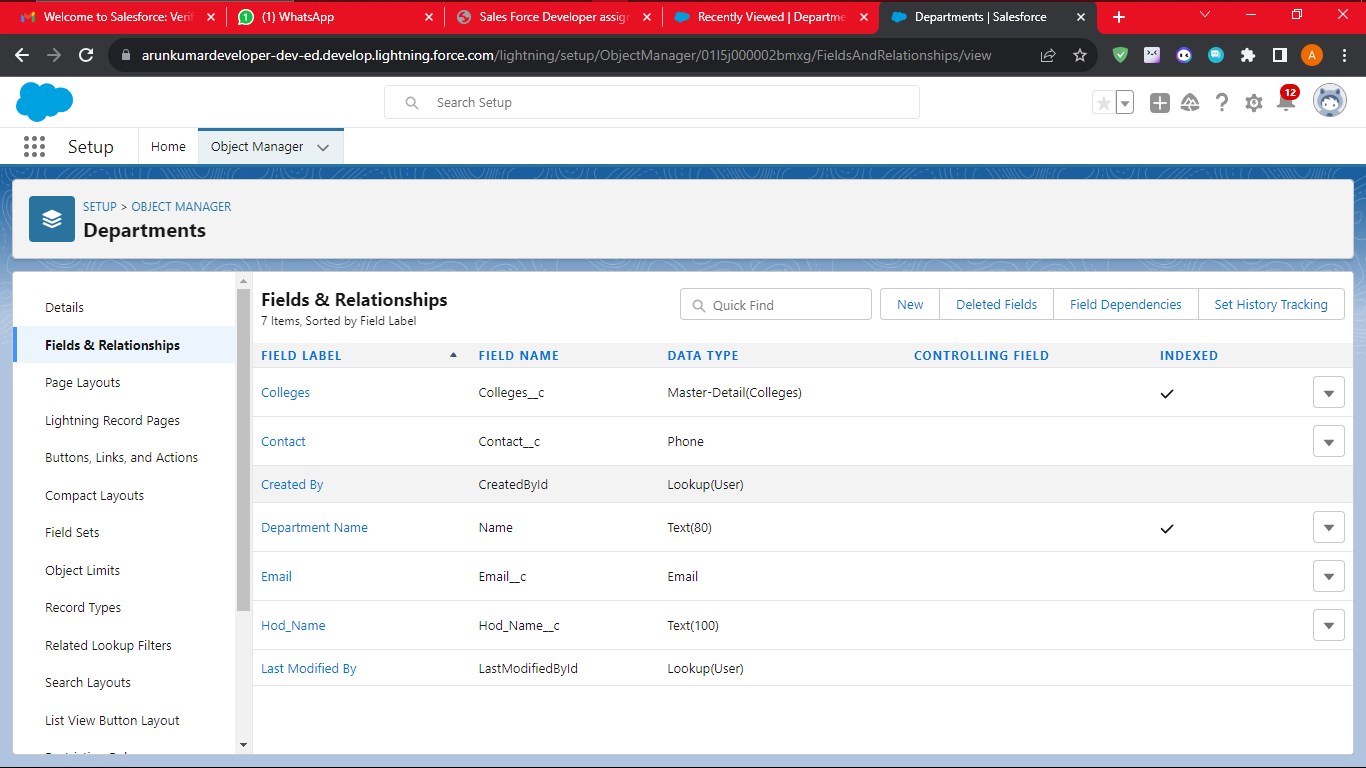 Welcome to Salesforce: Verif
(1) WhatsApp
Sales Force Developer assign
Recently Viewed | Departme
Departments | Salesforce
arunkumardeveloper-dev-ed.develop.lightning.force.com/lightning/setup/ObjectManager/01I5j000002bmxg/FieldsAndRelationships/view
A
Search Setup
12
Setup
Home
Object Manager
SETUP > OBJECT MANAGER
Departments
Details
Fields & Relationships
Page Layouts
Lightning Record Pages
Buttons, Links, and Actions
Compact Layouts
Field Sets
Object Limits
Record Types
Related Lookup Filters
Search Layouts
List View Button Layout
Fields & Relationships
7 Items, Sorted by Field Label
Quick Find
New
Deleted Fields
Field Dependencies
Set History Tracking
FIELD LABEL FIELD NAME DATA TYPE CONTROLLING FIELD INDEXED
Colleges Colleges__c Master-Detail(Colleges)
Contact Contact__c Phone
Created By CreatedById Lookup(User)
Department Name Name Text(80)
Email Email__c Email
Hod_Name Hod_Name__c Text(100)
Last Modified By LastModifiedById Lookup(User)